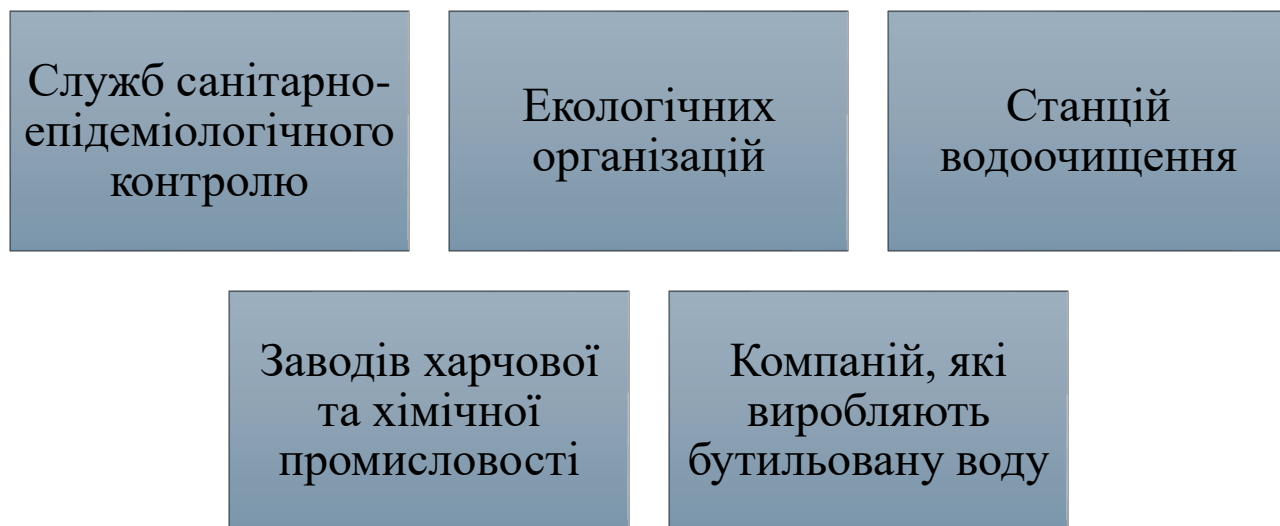 Служб санітарно-
епідеміологічного
контролю
Екологічних
організацій
Станцій
водоочищення
Заводів харчової
та хімічної
промисловості
Компаній, які
виробляють
бутильовану воду